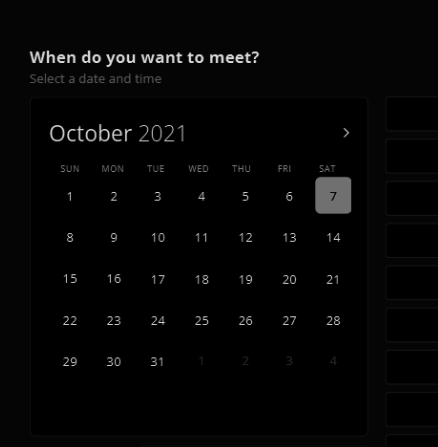 When do you want to meet?
Select a date and time
October 2021
SUN MON TUE WED THU FRI SAT
1 2 3 4 5 6 7
8 9 10 11 12 13 14
15 16 17 18 19 20 21
22 23 24 25 26 27 28
29 30 31 1 2 3 4